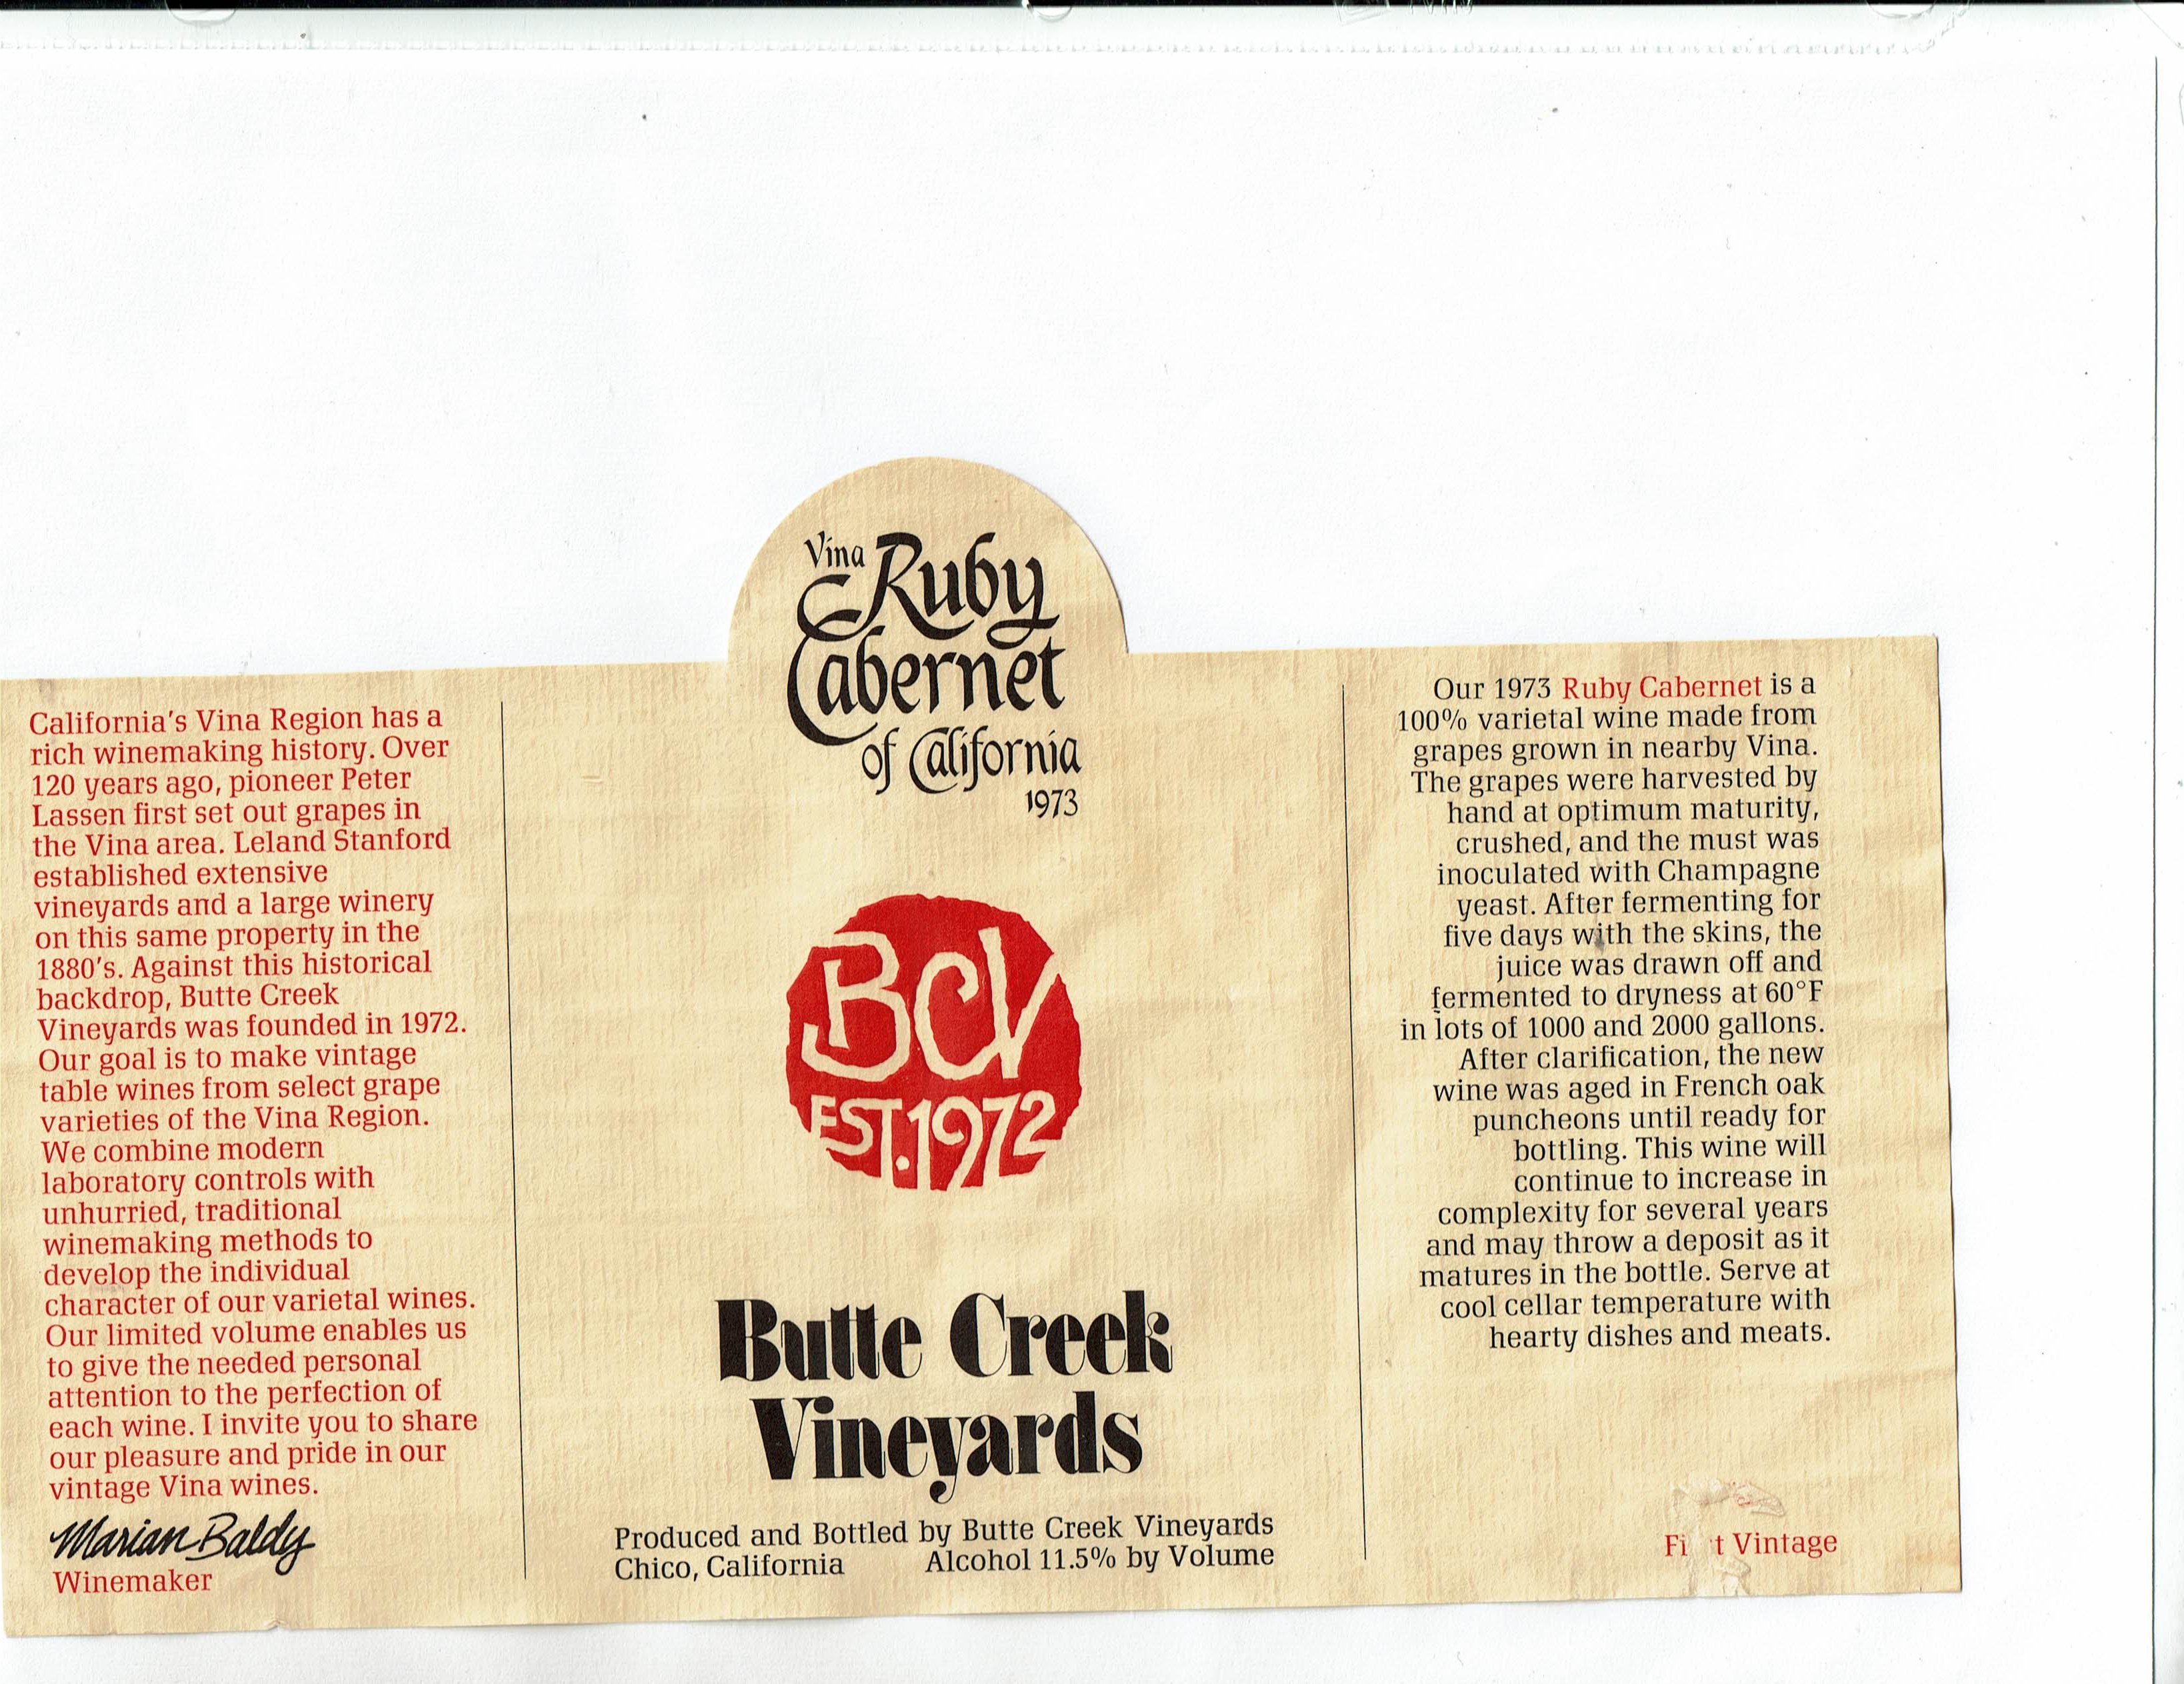 California's Vina Region has a
rich winemaking history. Over
120 years ago, pioneer Peter
Lassen first set out grapes in
the Vina area. Leland Stanford
established extensive
vineyards and a large winery
on this same property in the
1880's. Against this historical
backdrop, Butte Creek
Vineyards was founded in 1972.
Our goal is to make vintage
table wines from select grape
varieties of the Vina Region.
We combine modern
laboratory controls with
unhurried, traditional
winemaking methods to
develop the individual
character of our varietal wines.
Our limited volume enables us
to give the needed personal
attention to the perfection of
each wine. I invite you to share
our pleasure and pride in our
vintage Vina wines.
Marian Baldy
Winemaker
Vina Ruby
Cabernet
of California
1973
BCV
EST. 1972
Butte Creek
Vineyards
Produced and Bottled by Butte Creek Vineyards
Chico, California Alcohol 11.5% by Volume
Our 1973 Ruby Cabernet is a
100% varietal wine made from
grapes grown in nearby Vina.
The grapes were harvested by
hand at optimum maturity,
crushed, and the must was
inoculated with Champagne
yeast. After fermenting for
five days with the skins, the
juice was drawn off and
fermented to dryness at 60°F
in lots of 1000 and 2000 gallons.
After clarification, the new
wine was aged in French oak
puncheons until ready for
bottling. This wine will
continue to increase in
complexity for several years
and may throw a deposit as it
matures in the bottle. Serve at
cool cellar temperature with
hearty dishes and meats.
Vintage